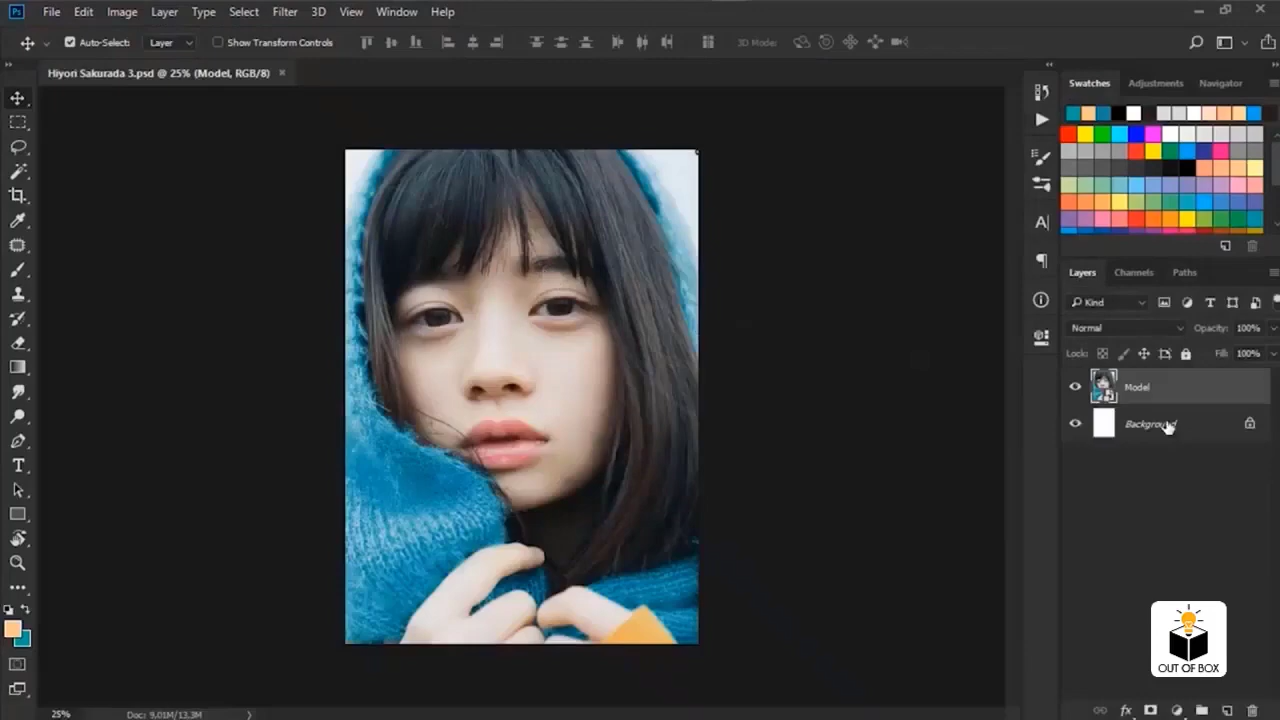 Ps File Edit Image Layer Type Select Filter 3D View Window Help
Auto-Select: Layer Show Transform Controls 3D Mode:
Hiyori Sakurada 3.psd @ 25% (Model, RGB/8)
Swatches Adjustments Navigator
Layers Channels Paths
Kind
Normal Opacity: 100%
Lock: Fill: 100%
Model
Background
OUT OF BOX
25% Doc: 9.01M/13.3M